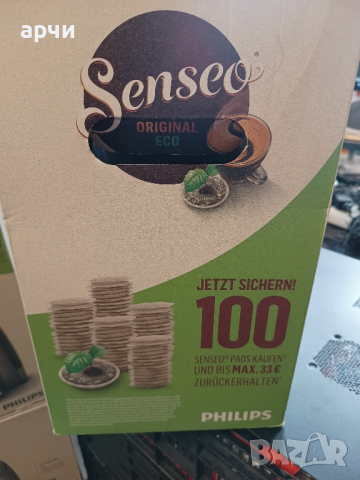 арчи
Senseo
ORIGINAL
ECO
JETZT SICHERN!
100
SENSEO® PADS KAUFEN
UND BIS MAX. 33 €
ZURÜCKERHALTEN
PHILIPS
PHILIPS
BAZAR